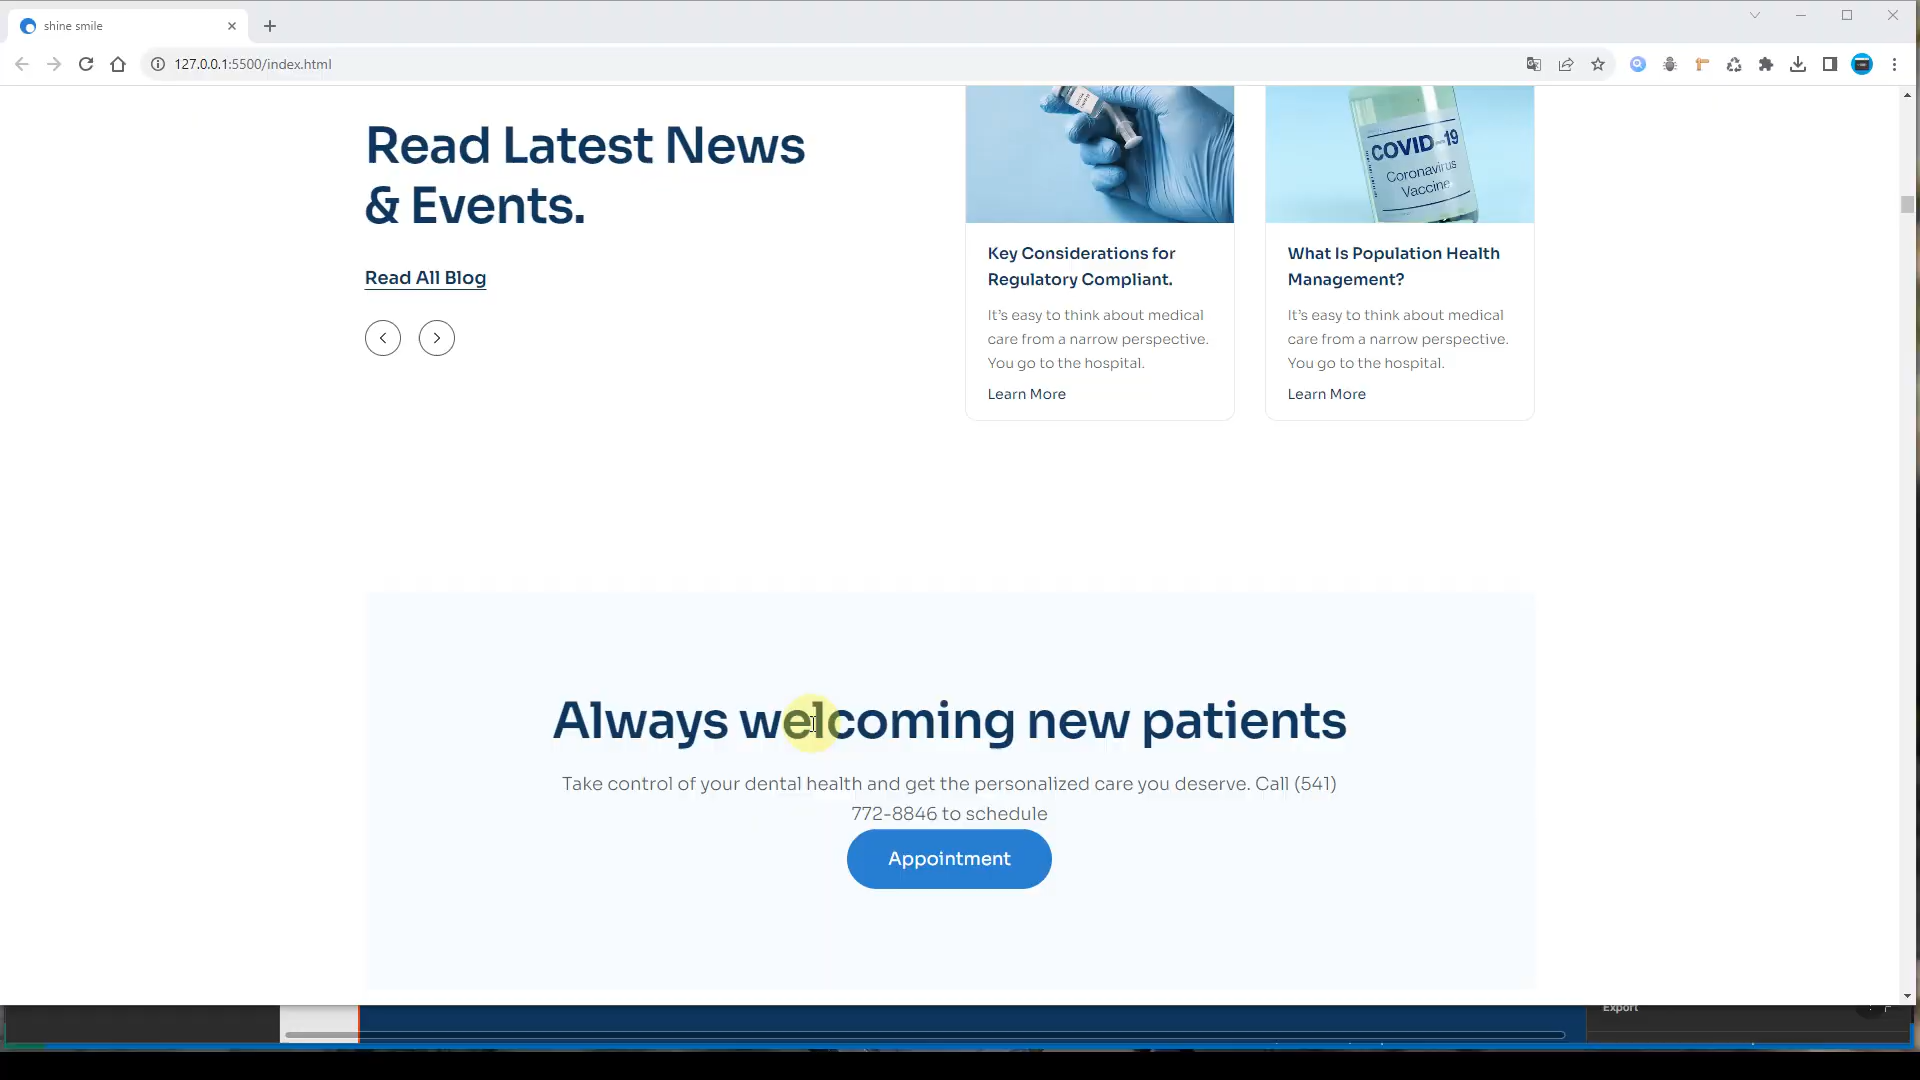 shine smile
127.0.0.1:5500/index.html
Read Latest News
& Events.
Read All Blog
COVID-19
Coronavirus
Vaccine
Key Considerations for
Regulatory Compliant.
It's easy to think about medical
care from a narrow perspective.
You go to the hospital.
Learn More
What Is Population Health
Management?
It's easy to think about medical
care from a narrow perspective.
You go to the hospital.
Learn More
Always welcoming new patients
Take control of your dental health and get the personalized care you deserve. Call (541)
772-8846 to schedule
Appointment
Export